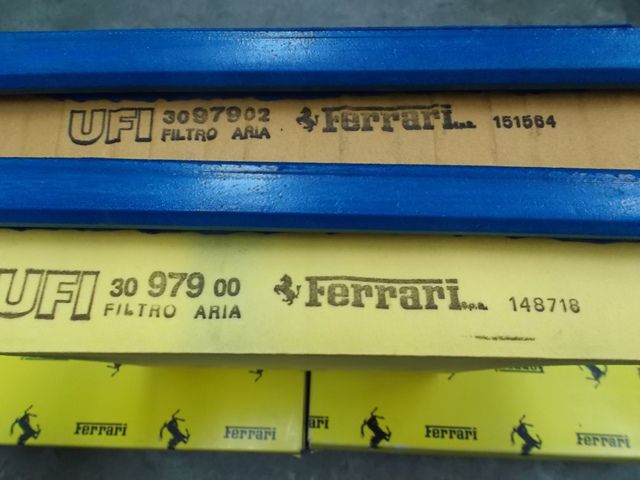 UFI 3097902 Ferrari s.p.a. 151564
FILTRO ARIA
UFI 30 979 00 Ferrari s.p.a. 148718
FILTRO ARIA
Ferrari Ferrari Ferrari Ferrari